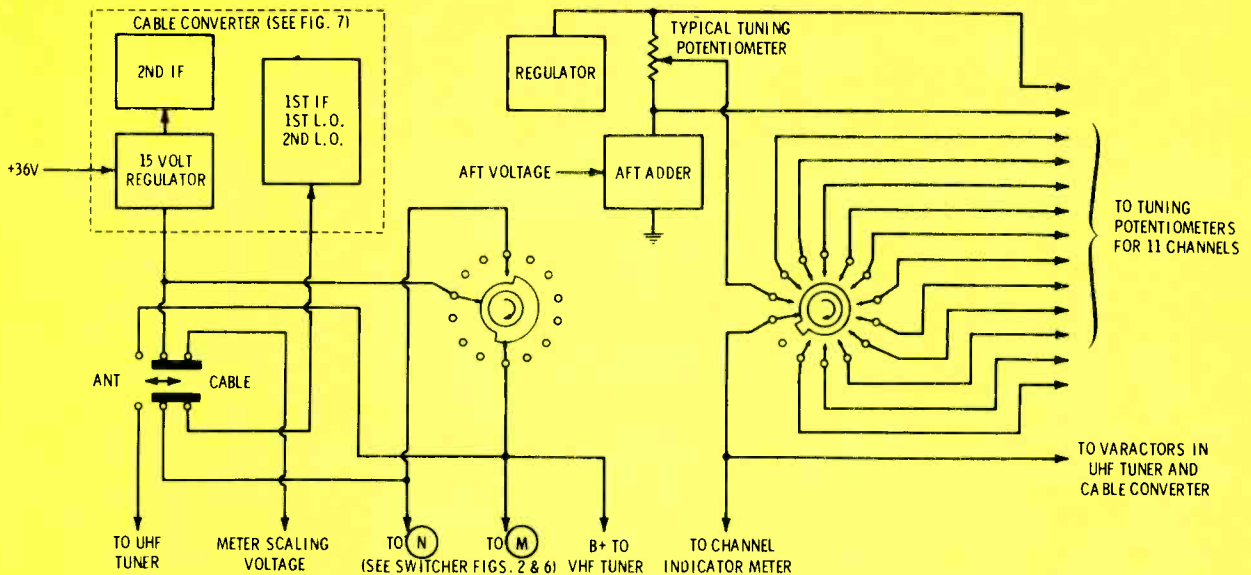 CABLE CONVERTER (SEE FIG. 7)
2ND IF
1ST IF
1ST L.O.
2ND L.O.
+36V
15 VOLT
REGULATOR
REGULATOR
TYPICAL TUNING
POTENTIOMETER
AFT VOLTAGE
AFT ADDER
TO TUNING
POTENTIOMETERS
FOR 11 CHANNELS
ANT
CABLE
TO VARACTORS IN
UHF TUNER AND
CABLE CONVERTER
TO UHF
TUNER
METER SCALING
VOLTAGE
TO N
TO M
(SEE SWITCHER FIGS. 2 & 6)
B+ TO
VHF TUNER
TO CHANNEL
INDICATOR METER